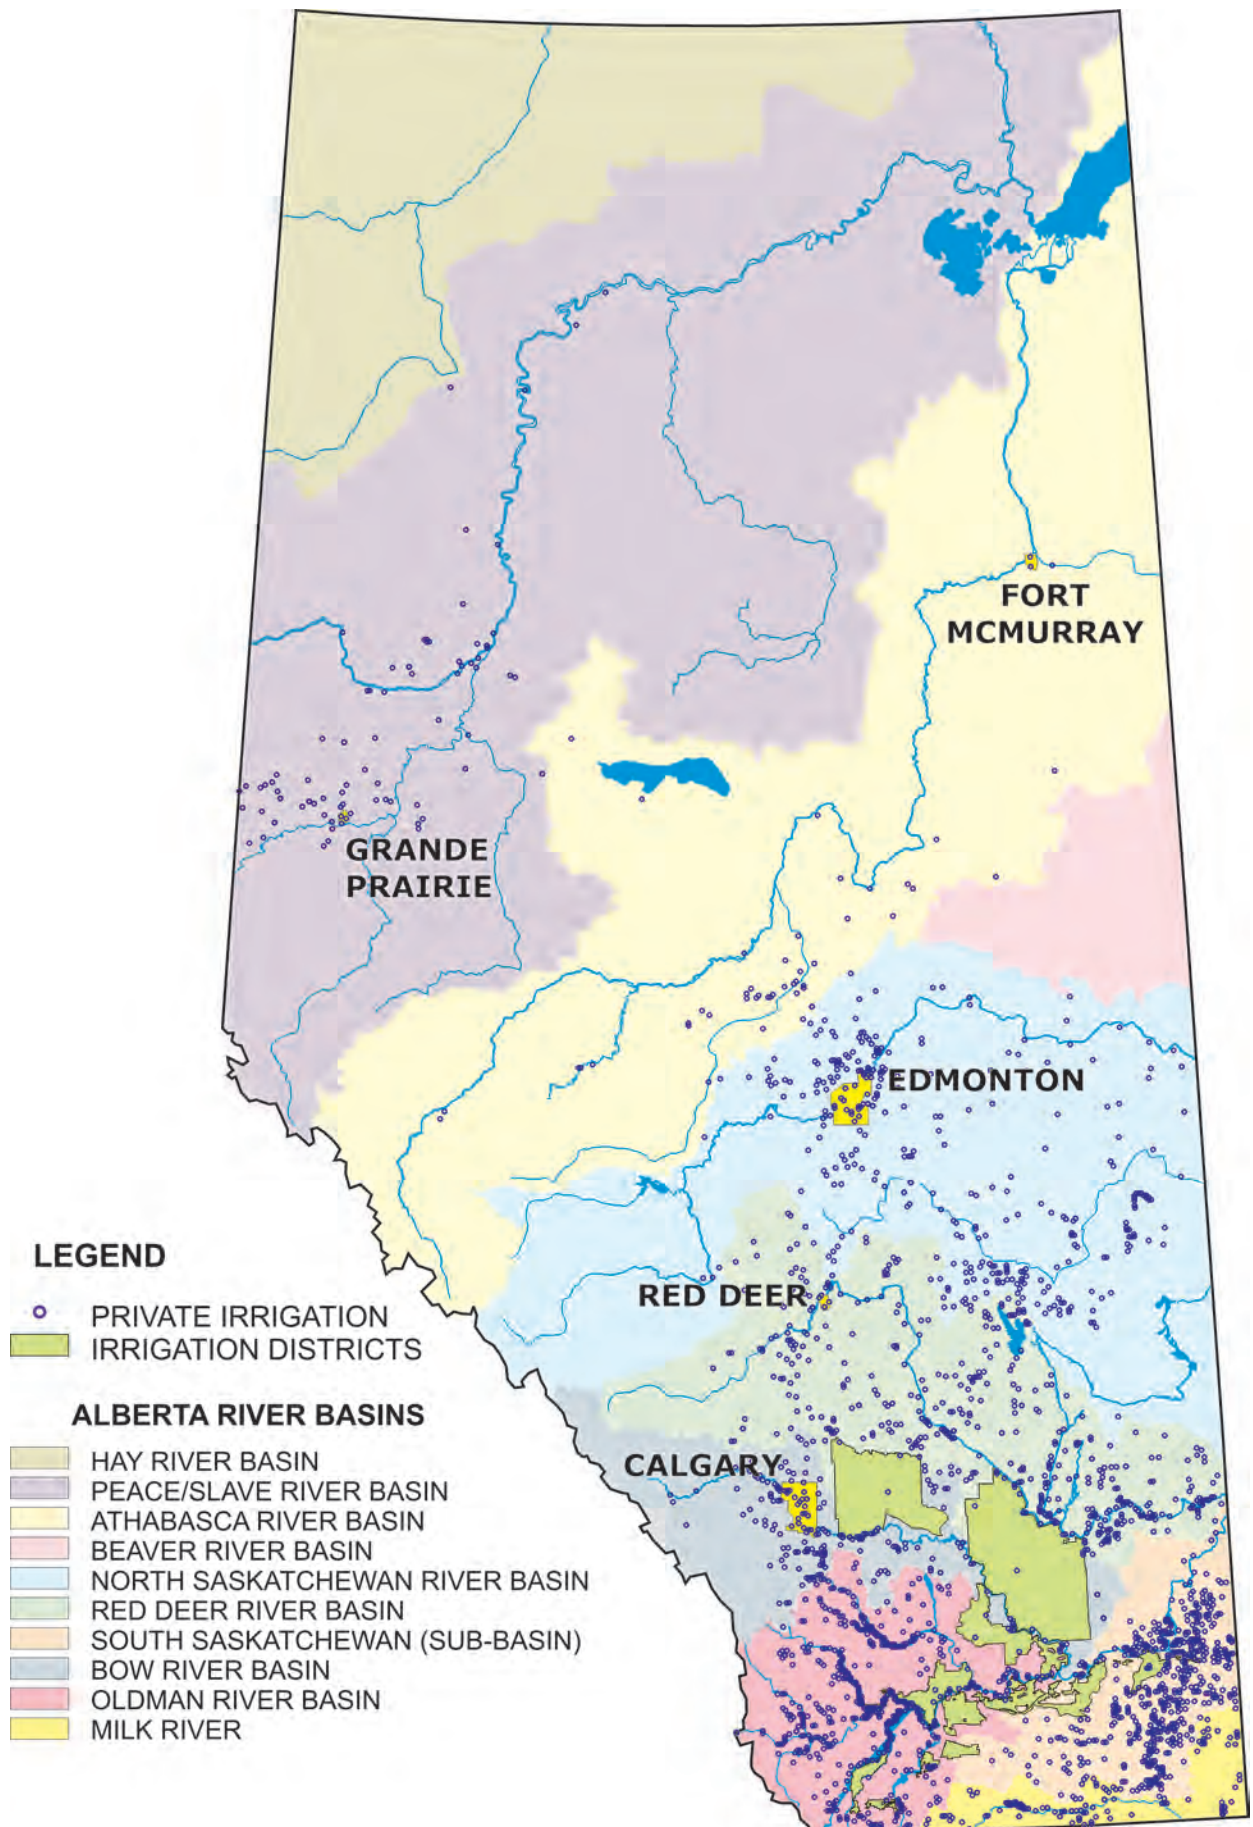 FORT
MCMURRAY
GRANDE
PRAIRIE
EDMONTON
RED DEER
CALGARY
LEGEND
PRIVATE IRRIGATION
IRRIGATION DISTRICTS
ALBERTA RIVER BASINS
HAY RIVER BASIN
PEACE/SLAVE RIVER BASIN
ATHABASCA RIVER BASIN
BEAVER RIVER BASIN
NORTH SASKATCHEWAN RIVER BASIN
RED DEER RIVER BASIN
SOUTH SASKATCHEWAN (SUB-BASIN)
BOW RIVER BASIN
OLDMAN RIVER BASIN
MILK RIVER